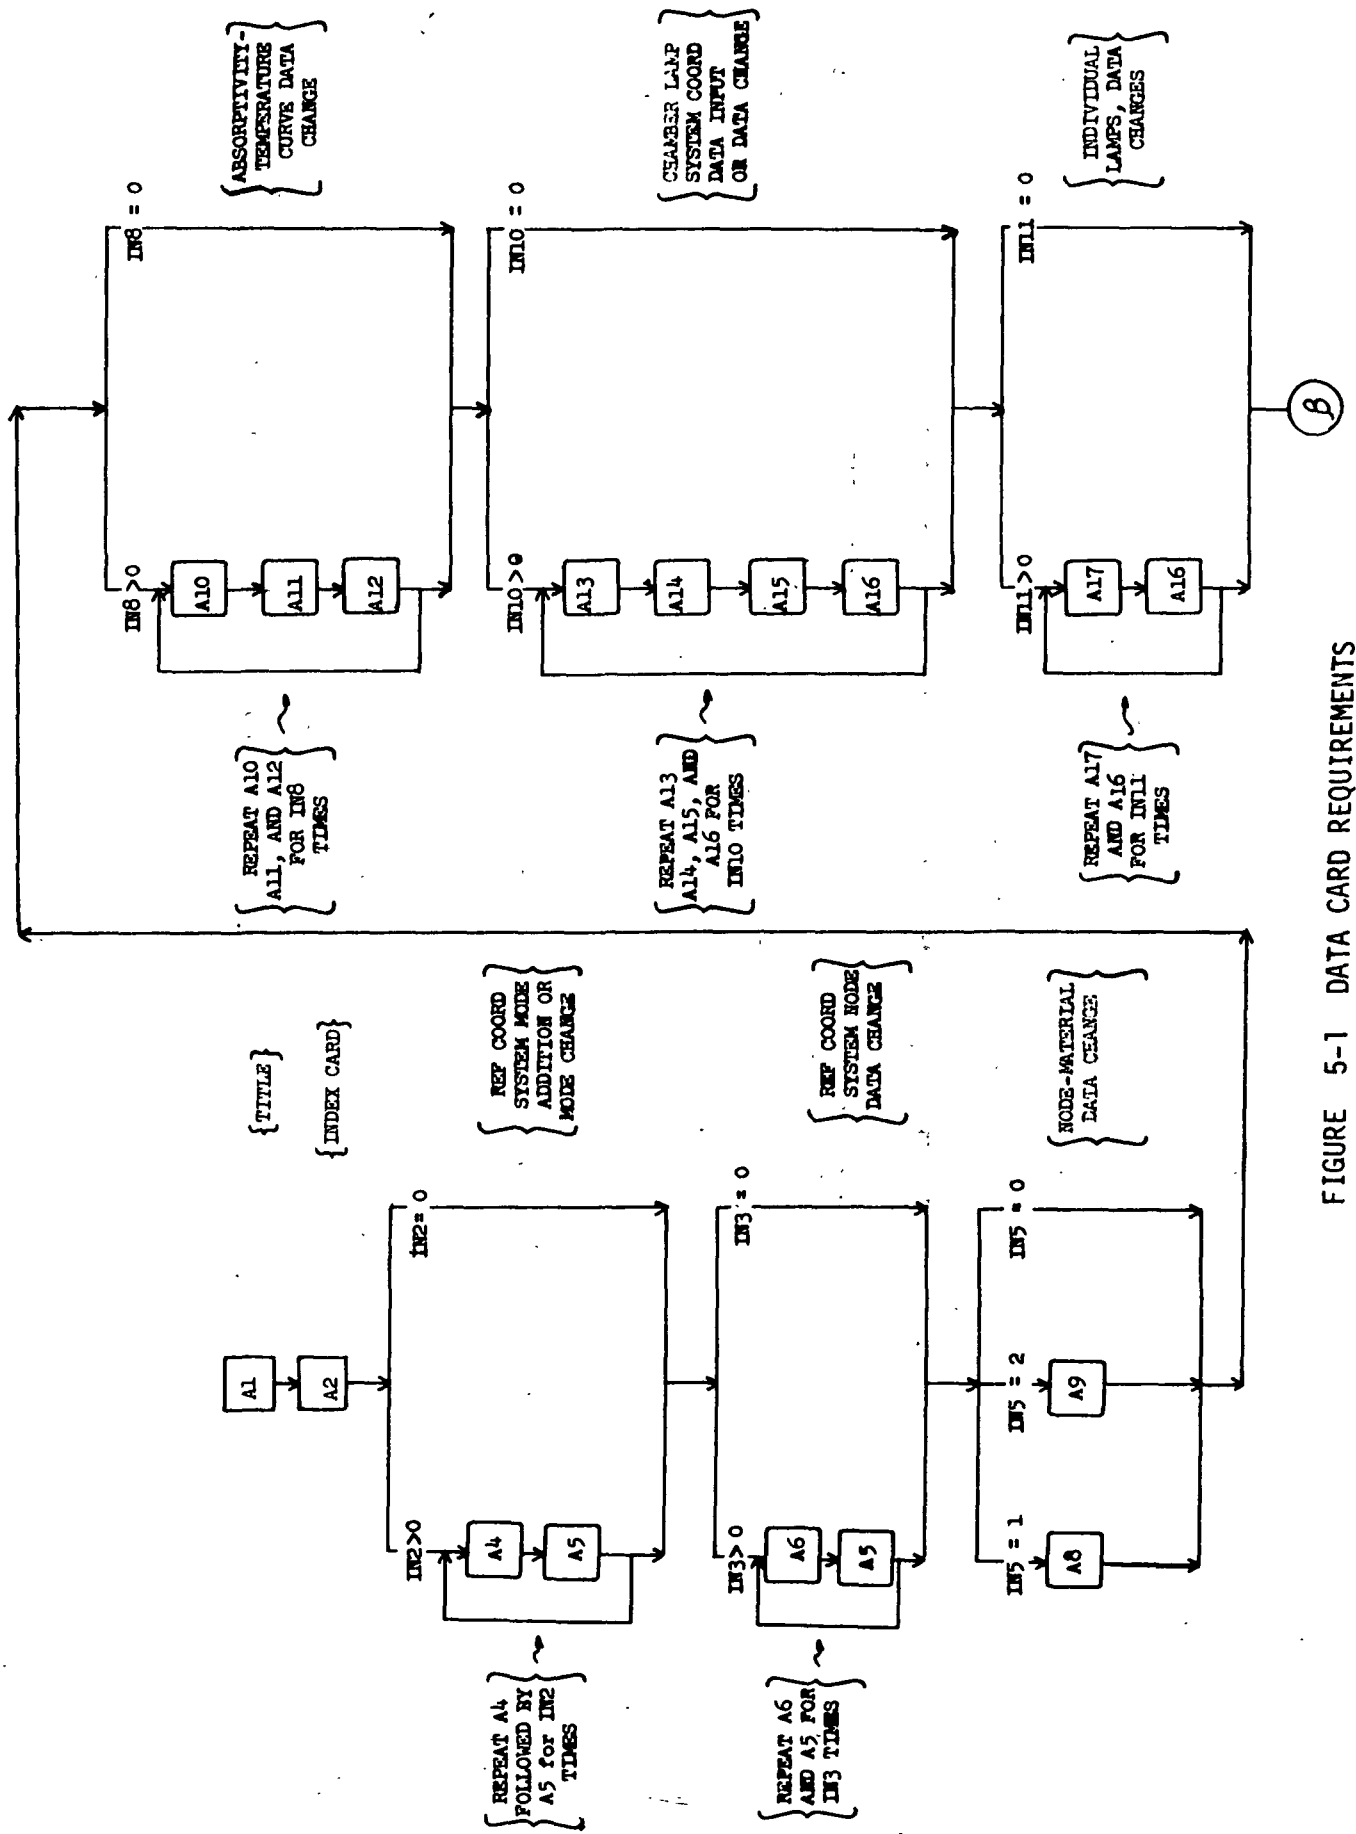 A1
{TITLE}
A2
{INDEX CARD}
IN2>0
IN2= 0
REPEAT A4
FOLLOWED BY
A5 for IN2
TIMES
A4
A5
REF COORD
SYSTEM MODE
ADDITION OR
MODE CHANGE
IN3>0
IN3 = 0
REPEAT A6
AND A5 FOR
IN3 TIMES
A6
A5
REF COORD
SYSTEM NODE
DATA CHANGE
IN5 = 1
IN5 = 2
IN5 = 0
A8
A9
NODE-MATERIAL
DATA CHANGE
IN8 >0
IN8 = 0
REPEAT A10
A11, AND A12
FOR IN8
TIMES
A10
A11
A12
ABSORPTIVITY-
TEMPERATURE
CURVE DATA
CHANGE
IN10 >0
IN10 = 0
REPEAT A13
A14, A15, AND
A16 FOR
IN10 TIMES
A13
A14
A15
A16
CHAMBER LAMP
SYSTEM COORD
DATA INPUT
OR DATA CHANGE
IN11 >0
IN11 = 0
REPEAT A17
AND A16
FOR IN11
TIMES
A17
A16
INDIVIDUAL
LAMPS, DATA
CHANGES
β
FIGURE 5-1 DATA CARD REQUIREMENTS